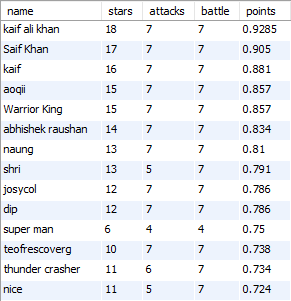 name stars attacks battle points
kaif ali khan 18 7 7 0.9285
Saif Khan 17 7 7 0.905
kaif 16 7 7 0.881
aoqii 15 7 7 0.857
Warrior King 15 7 7 0.857
abhishek raushan 14 7 7 0.834
naung 13 7 7 0.81
shri 13 5 7 0.791
josycol 12 7 7 0.786
dip 12 7 7 0.786
super man 6 4 4 0.75
teofrescoverg 10 7 7 0.738
thunder crasher 11 6 7 0.734
nice 11 5 7 0.724